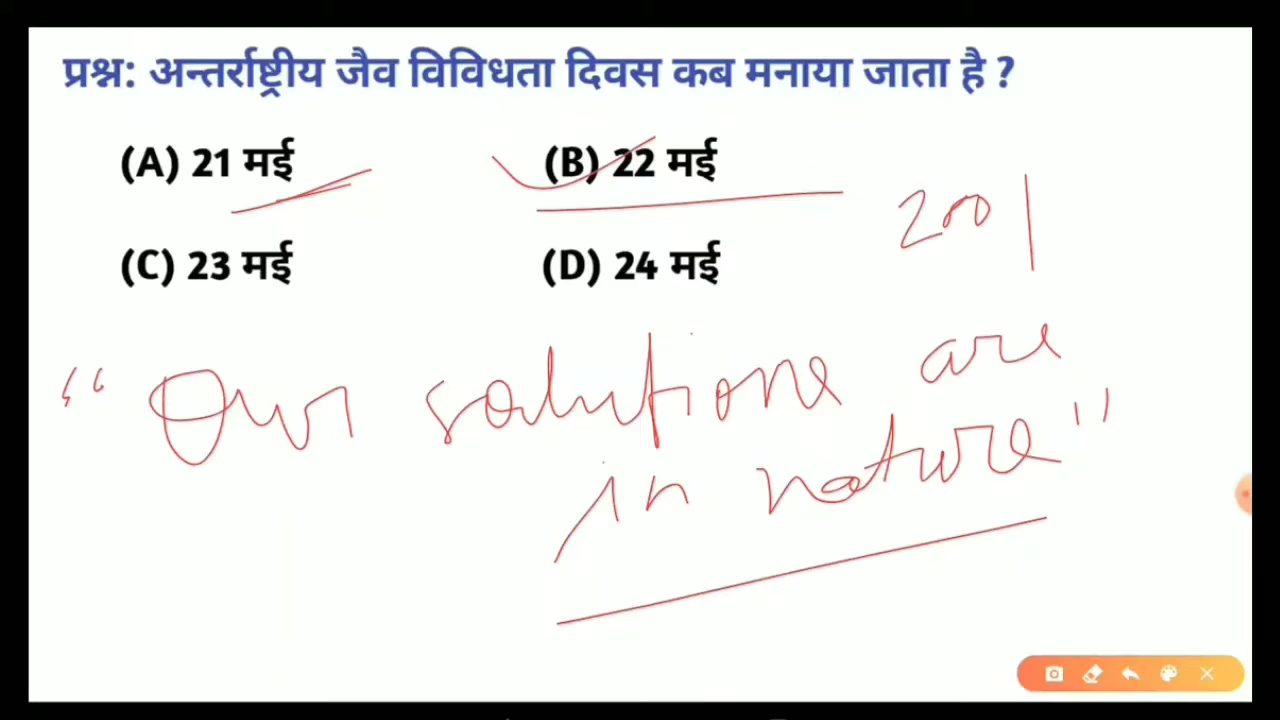 प्रश्न: अन्तर्राष्ट्रीय जैव विविधता दिवस कब मनाया जाता है ?
(A) 21 मई (B) 22 मई
2001
(C) 23 मई (D) 24 मई
"Our solutions are
in nature"